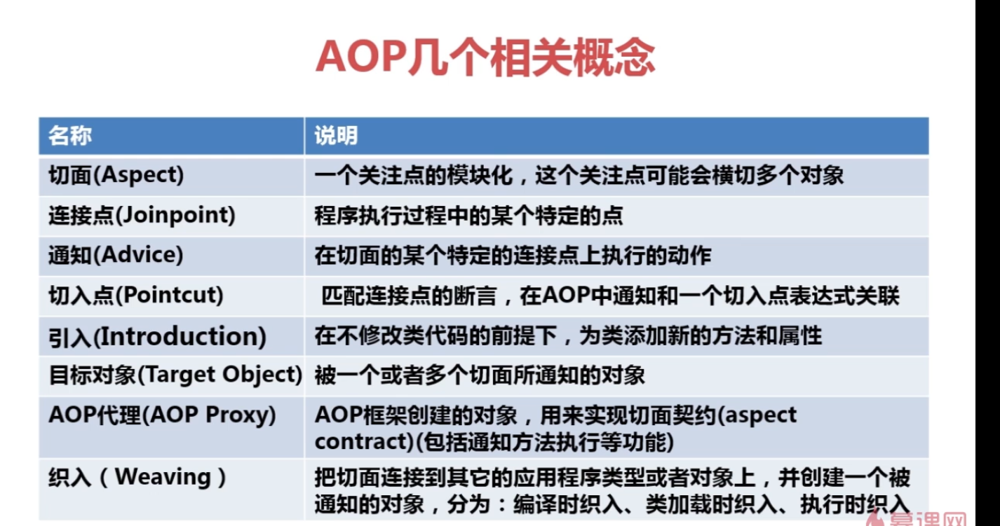 AOP几个相关概念
名称 说明
切面(Aspect) 一个关注点的模块化，这个关注点可能会横切多个对象
连接点(Joinpoint) 程序执行过程中的某个特定的点
通知(Advice) 在切面的某个特定的连接点上执行的动作
切入点(Pointcut) 匹配连接点的断言，在AOP中通知和一个切入点表达式关联
引入(Introduction) 在不修改类代码的前提下，为类添加新的方法和属性
目标对象(Target Object) 被一个或者多个切面所通知的对象
AOP代理(AOP Proxy) AOP框架创建的对象，用来实现切面契约(aspect
contract)(包括通知方法执行等功能)
织入（Weaving） 把切面连接到其它的应用程序类型或者对象上，并创建一个被
通知的对象，分为：编译时织入、类加载时织入、执行时织入
慕课网